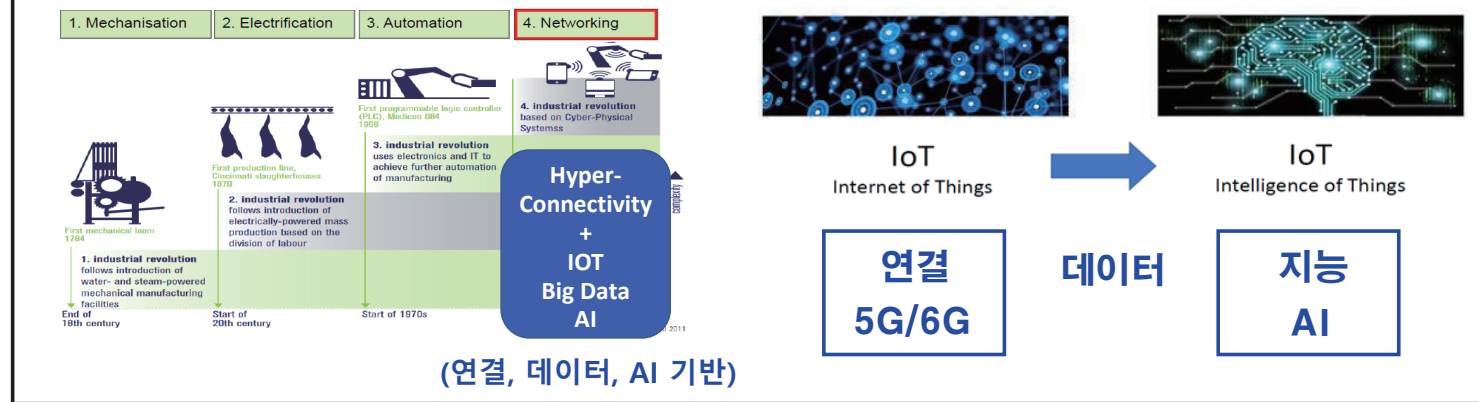 1. Mechanisation
2. Electrification
3. Automation
4. Networking
First mechanical loom
1784
1. industrial revolution
follows introduction of
water- and steam-powered
mechanical manufacturing
facilities
End of
18th century
First production line,
Cincinnati slaughterhouses
1870
2. industrial revolution
follows introduction of
electrically-powered mass
production based on the
division of labour
Start of
20th century
First programmable logic controller
(PLC), Modicon 084
1969
3. industrial revolution
uses electronics and IT to
achieve further automation
of manufacturing
Start of 1970s
4. industrial revolution
based on Cyber-Physical
Systemss
Hyper-
Connectivity
+
IOT
Big Data
AI
complexity
2011
(연결, 데이터, AI 기반)
IoT
Internet of Things
연결
5G/6G
데이터
IoT
Intelligence of Things
지능
AI